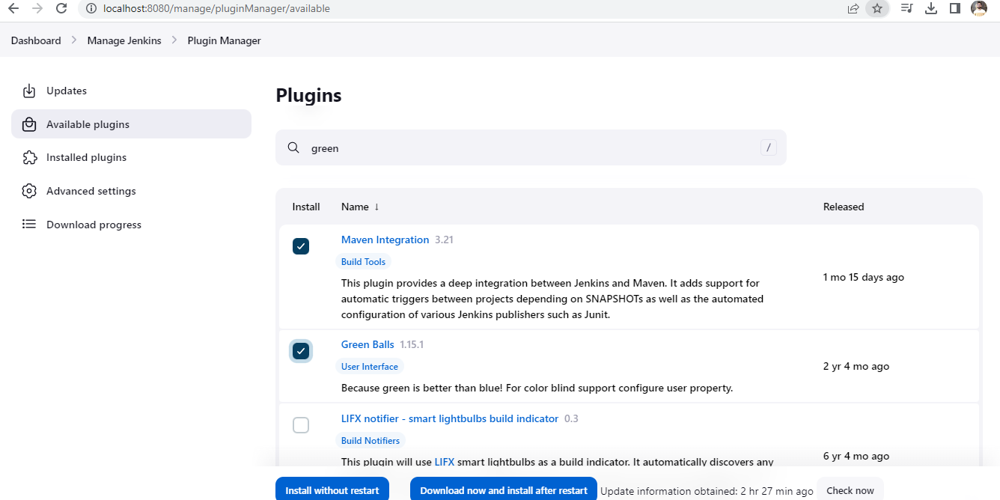 localhost:8080/manage/pluginManager/available
Dashboard > Manage Jenkins > Plugin Manager
Updates
Available plugins
Installed plugins
Advanced settings
Download progress
Plugins
green /
Install Name ↓ Released
Maven Integration 3.21
Build Tools
This plugin provides a deep integration between Jenkins and Maven. It adds support for
automatic triggers between projects depending on SNAPSHOTs as well as the automated
configuration of various Jenkins publishers such as Junit.
1 mo 15 days ago
Green Balls 1.15.1
User Interface
Because green is better than blue! For color blind support configure user property.
2 yr 4 mo ago
LIFX notifier - smart lightbulbs build indicator 0.3
Build Notifiers
This plugin will use LIFX smart lightbulbs as a build indicator. It automatically discovers any
6 yr 4 mo ago
Install without restart Download now and install after restart Update information obtained: 2 hr 27 min ago Check now